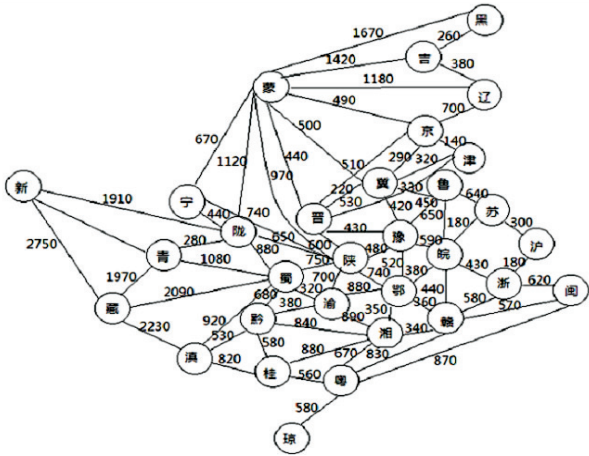 黑
1670
260
1420
吉
380
蒙
1180
辽
490
700
京
500
140
670
510
290
320
津
440
1120
970
220
冀
330
鲁
新
530
450
640
1910
宁
晋
420
650
180
苏
440
740
陇
430
豫
300
沪
650
600
480
590
280
880
750
陕
皖
2750
青
1080
520
430
180
蜀
700
740
380
浙
620
1970
320
880
鄂
440
580
闽
藏
2090
680
渝
360
570
380
350
赣
920
黔
890
2230
530
840
湘
340
580
880
670
830
870
滇
820
桂
560
粤
580
琼